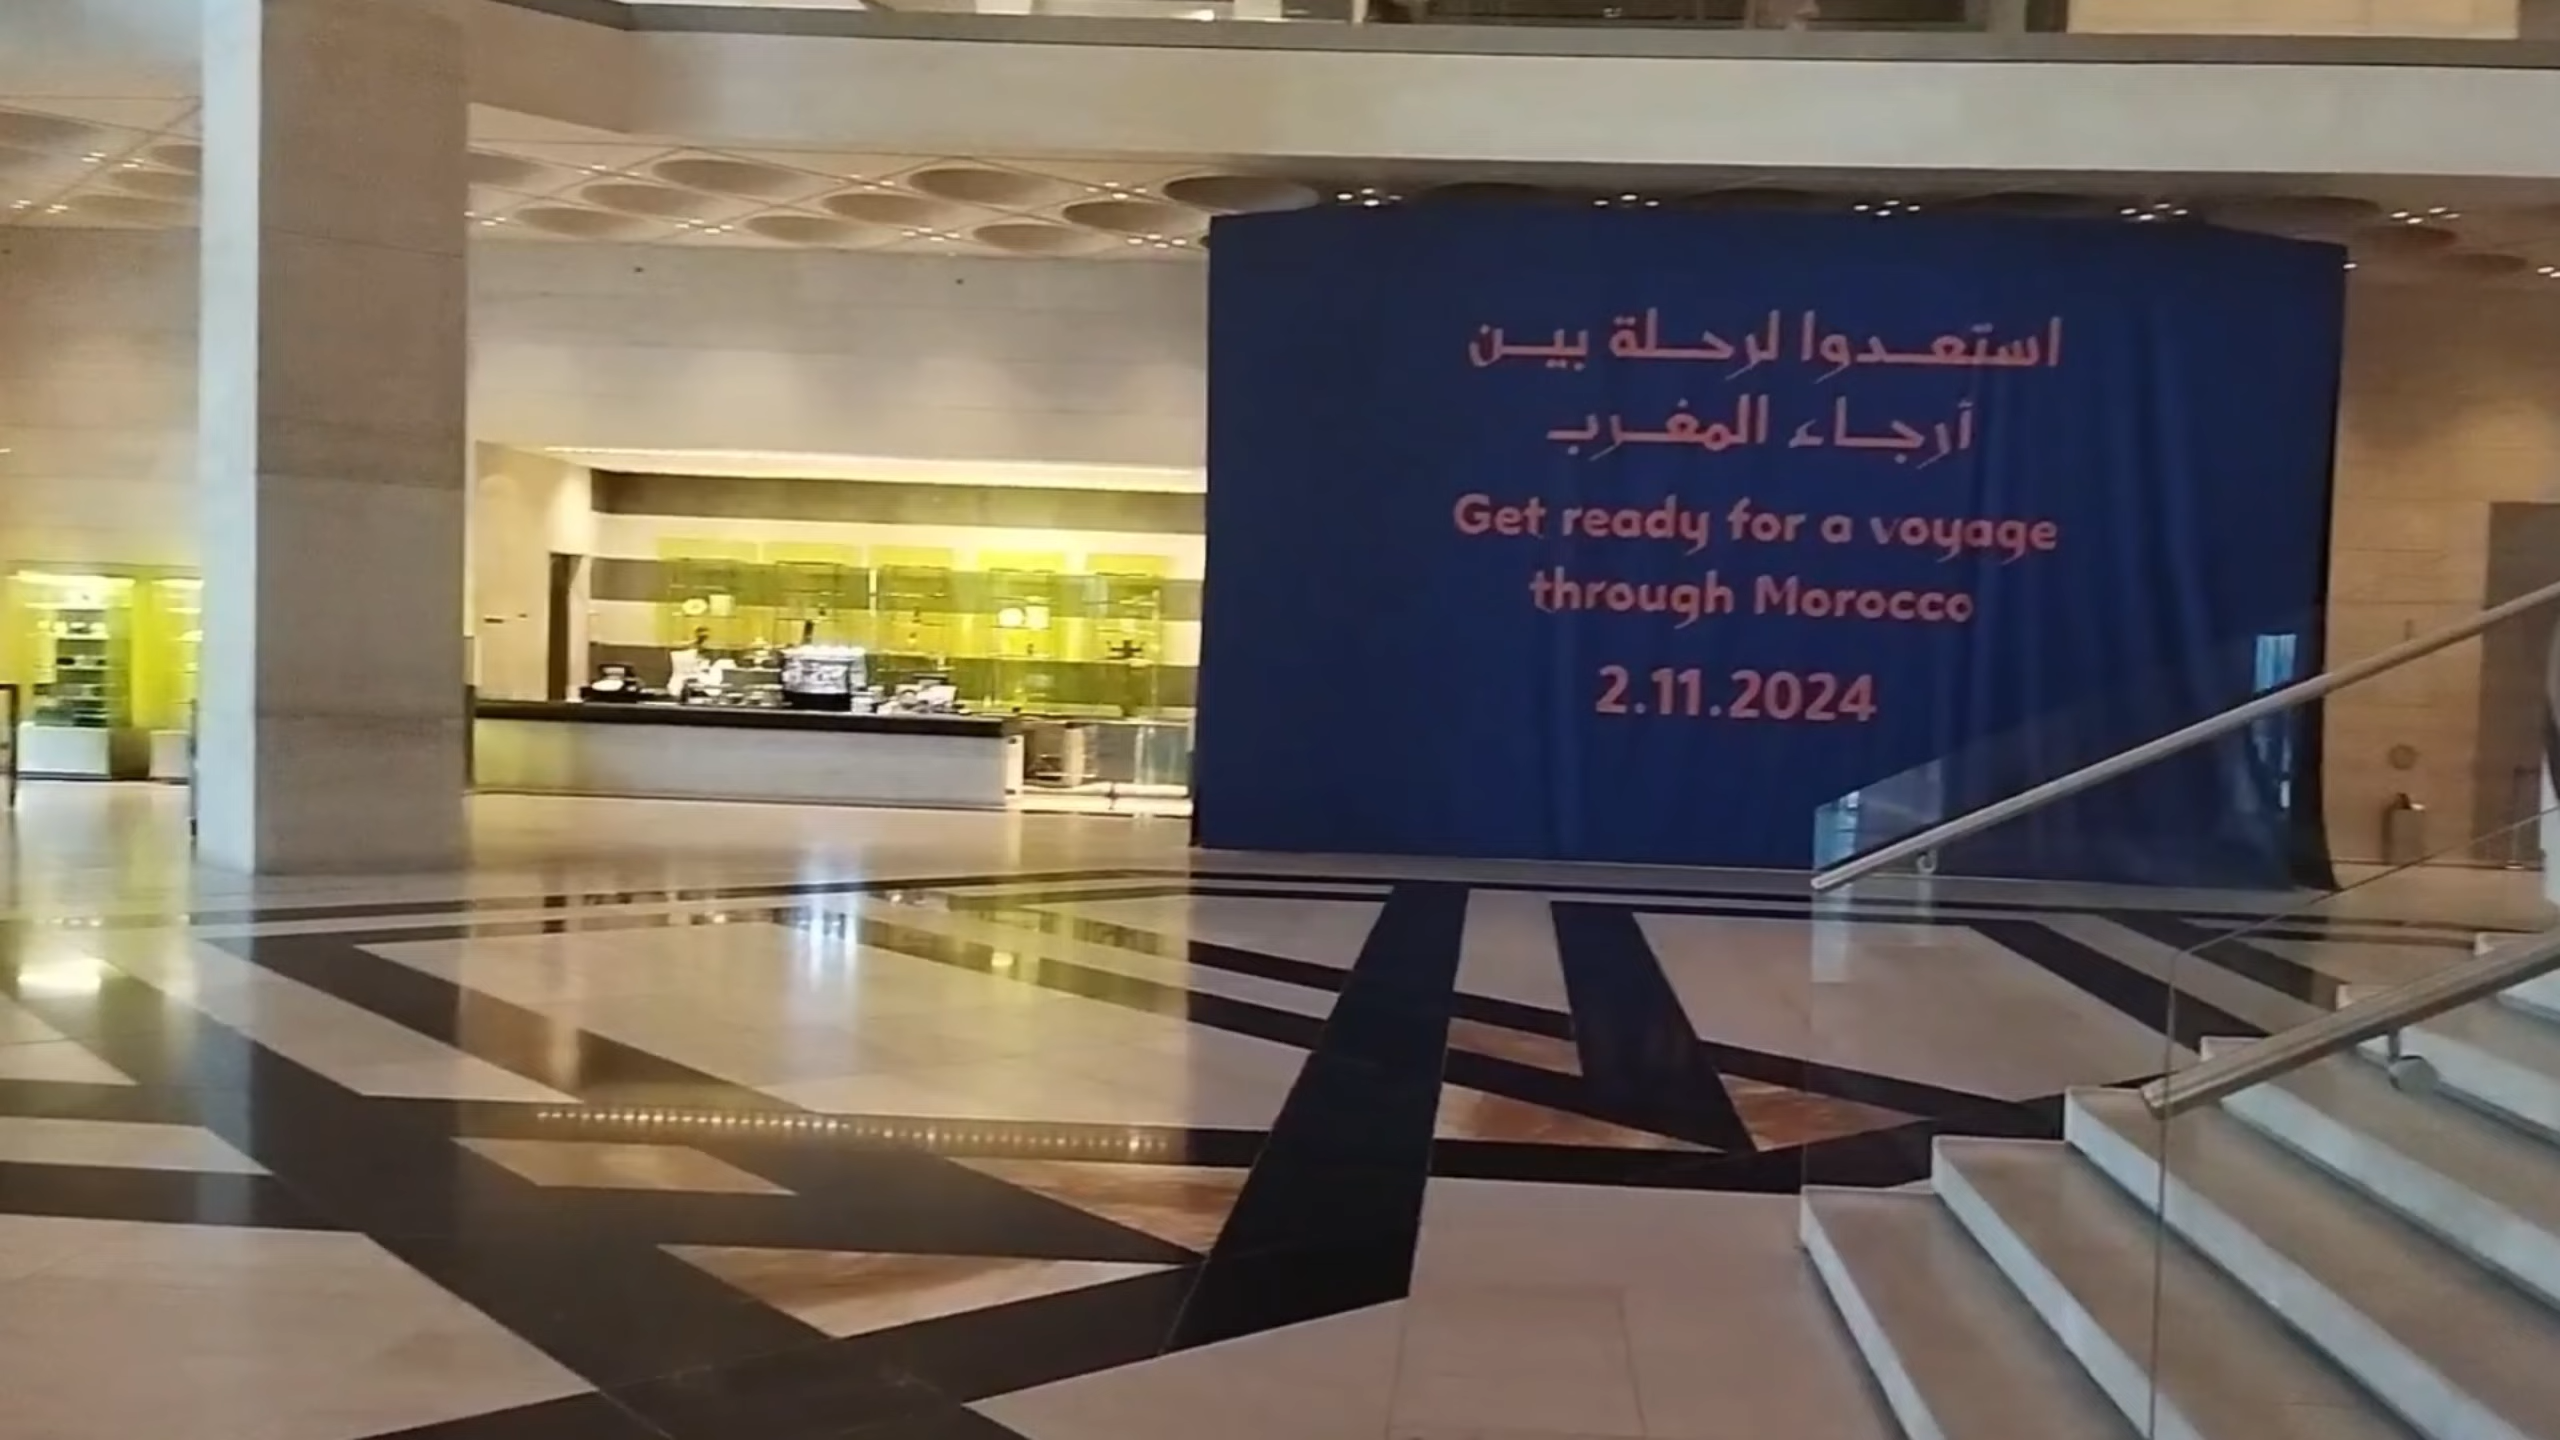 استعدوا لرحلة بين
أرجاء المغرب
Get ready for a voyage
through Morocco
2.11.2024